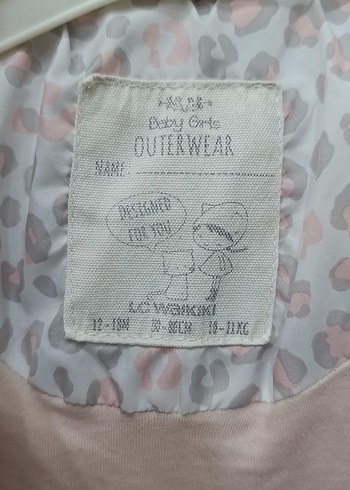 Baby Girls
OUTERWEAR
NAME
DESIGNED
FOR YOU
LC WAIKIKI
12-18M 80-86CM 10-11KG